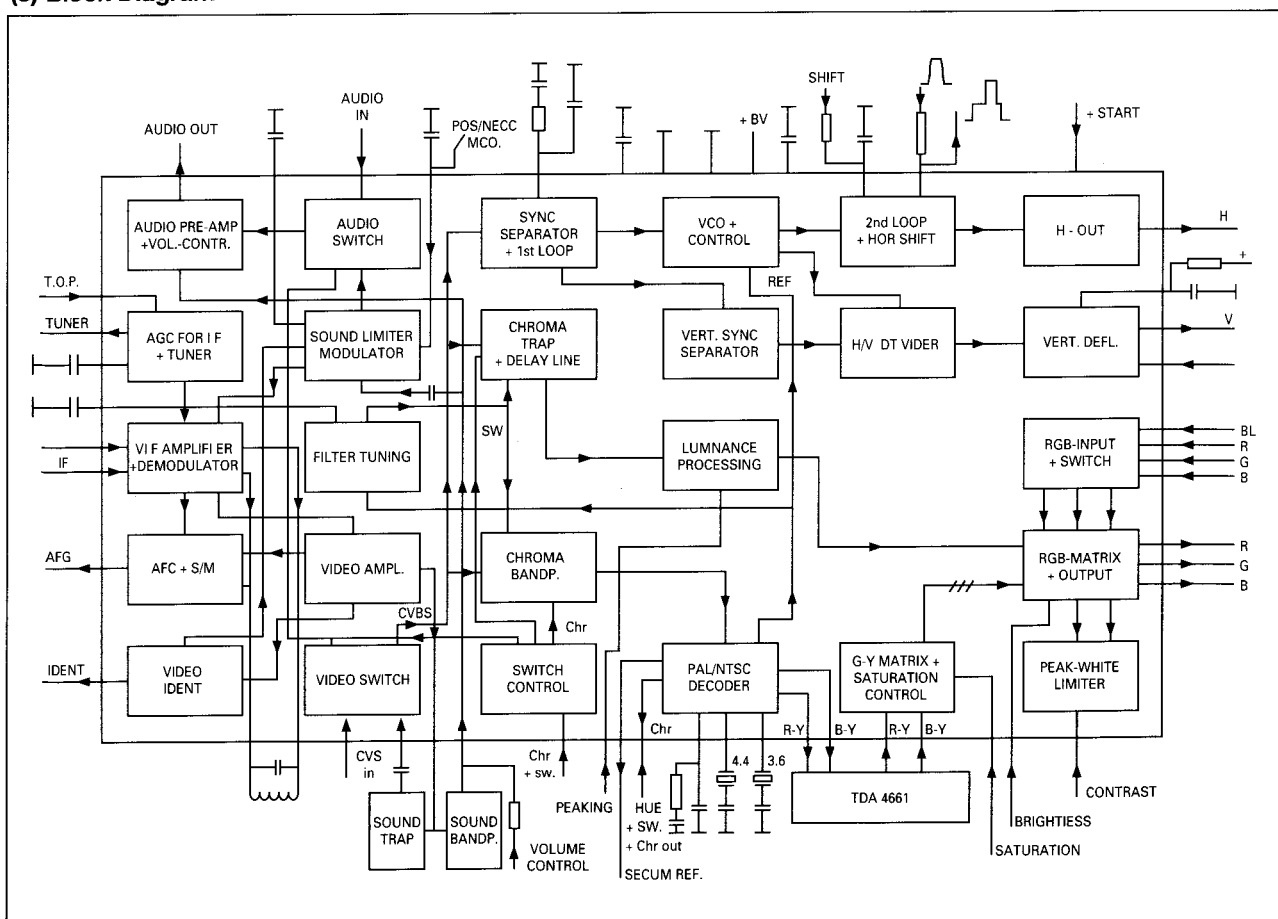 SHIFT
AUDIO
IN
AUDIO OUT
POS/NECC
MCO.
+ BV
+ START
AUDIO PRE-AMP
+VOL.-CONTR.
AUDIO
SWITCH
SYNC
SEPARATOR
+ 1st LOOP
VCO +
CONTROL
2nd LOOP
+ HOR SHIFT
H - OUT
H
+
T.O.P.
TUNER
AGC FOR I F
+ TUNER
SOUND LIMITER
MODULATOR
CHROMA
TRAP
+ DELAY LINE
REF
VERT. SYNC
SEPARATOR
H/V DT VIDER
VERT. DEFL.
V
IF
VI F AMPLIFI ER
+DEMODULATOR
FILTER TUNING
SW
LUMNANCE
PROCESSING
RGB-INPUT
+ SWITCH
BL
R
G
B
AFG
AFC + S/M
VIDEO AMPL.
CHROMA
BANDP.
RGB-MATRIX
+ OUTPUT
R
G
B
CVBS
Chr
IDENT
VIDEO
IDENT
VIDEO SWITCH
SWITCH
CONTROL
PAL/NTSC
DECODER
G-Y MATRIX +
SATURATION
CONTROL
PEAK-WHITE
LIMITER
CVS
in
Chr
+ sw.
Chr
R-Y
B-Y
R-Y
B-Y
4.4
3.6
TDA 4661
SOUND
TRAP
SOUND
BANDP.
VOLUME
CONTROL
PEAKING
HUE
+ SW.
+ Chr out
SECUM REF.
CONTRAST
BRIGHTIESS
SATURATION